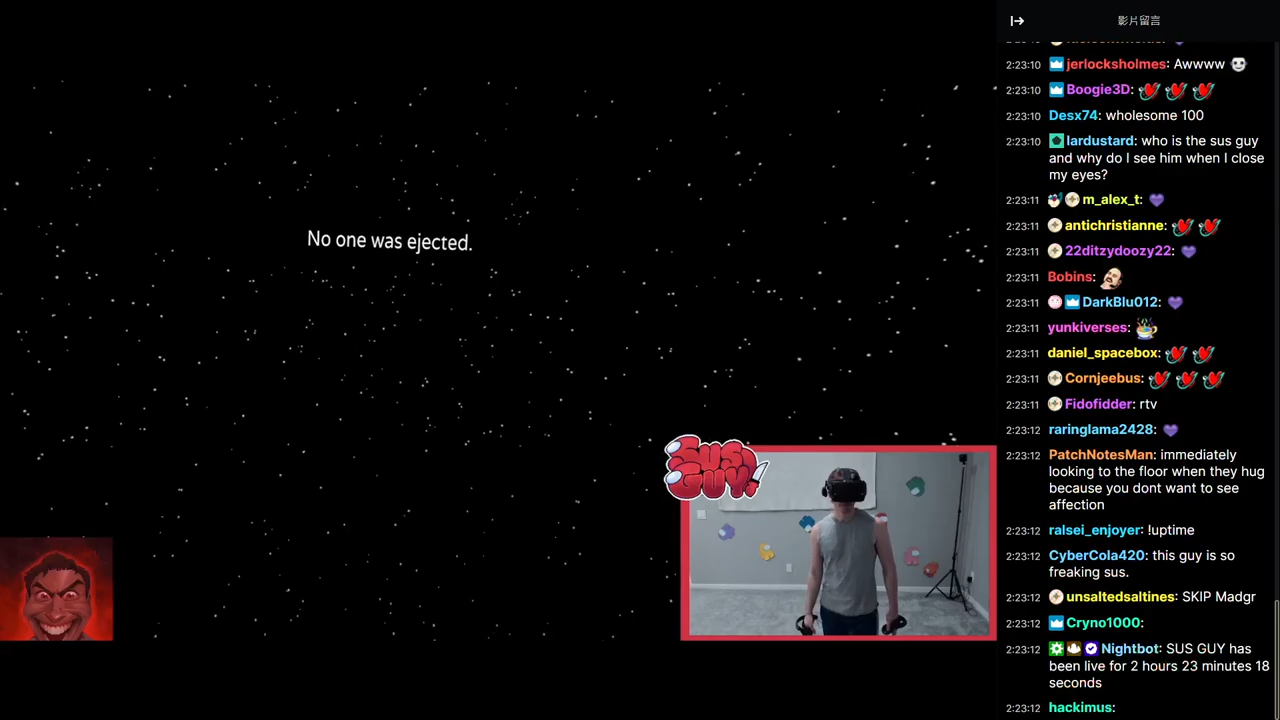 影片留言
2:23:10 jerlocksholmes: Awwww
2:23:10 Boogie3D:
2:23:10 Desx74: wholesome 100
2:23:10 lardustard: who is the sus guy
and why do I see him when I close
my eyes?
2:23:11 m_alex_t:
2:23:11 antichristianne:
2:23:11 22ditzydoozy22:
2:23:11 Bobins:
2:23:11 DarkBlu012:
2:23:11 yunkiverses:
2:23:11 daniel_spacebox:
2:23:11 Cornjeebus:
2:23:11 Fidofidder: rtv
2:23:12 raringlama2428:
2:23:12 PatchNotesMan: immediately
looking to the floor when they hug
because you dont want to see
affection
2:23:12 ralsei_enjoyer: !uptime
2:23:12 CyberCola420: this guy is so
freaking sus.
2:23:12 unsaltedsaltines: SKIP Madgr
2:23:12 Cryno1000:
2:23:12 Nightbot: SUS GUY has
been live for 2 hours 23 minutes 18
seconds
2:23:12 hackimus:
No one was ejected.
SUS
GUY!